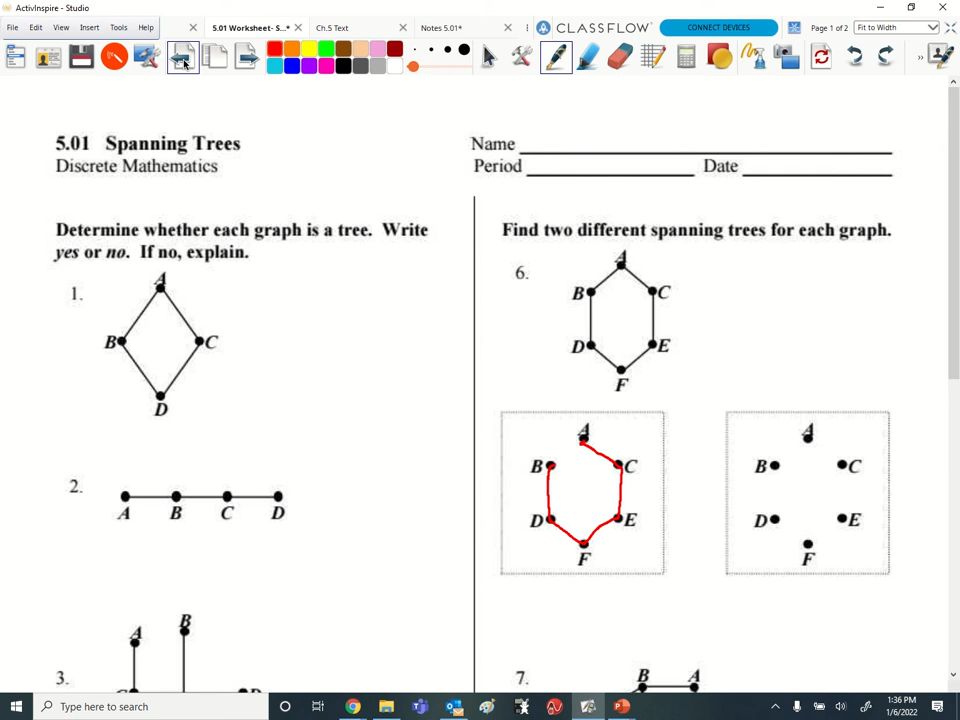 ActivInspire - Studio
File Edit View Insert Tools Help
5.01 Worksheet- S...*
Ch.5 Text
Notes 5.01*
CLASSFLOW
CONNECT DEVICES
Page 1 of 2
Fit to Width
5.01 Spanning Trees
Discrete Mathematics
Name
Period Date
Determine whether each graph is a tree. Write
yes or no. If no, explain.
1.
A
B C
D
2.
A B C D
3.
A B
Find two different spanning trees for each graph.
6.
A
B C
D E
F
A
B C
D E
F
A
B C
D E
F
7.
B A
Type here to search
1:36 PM
1/6/2022